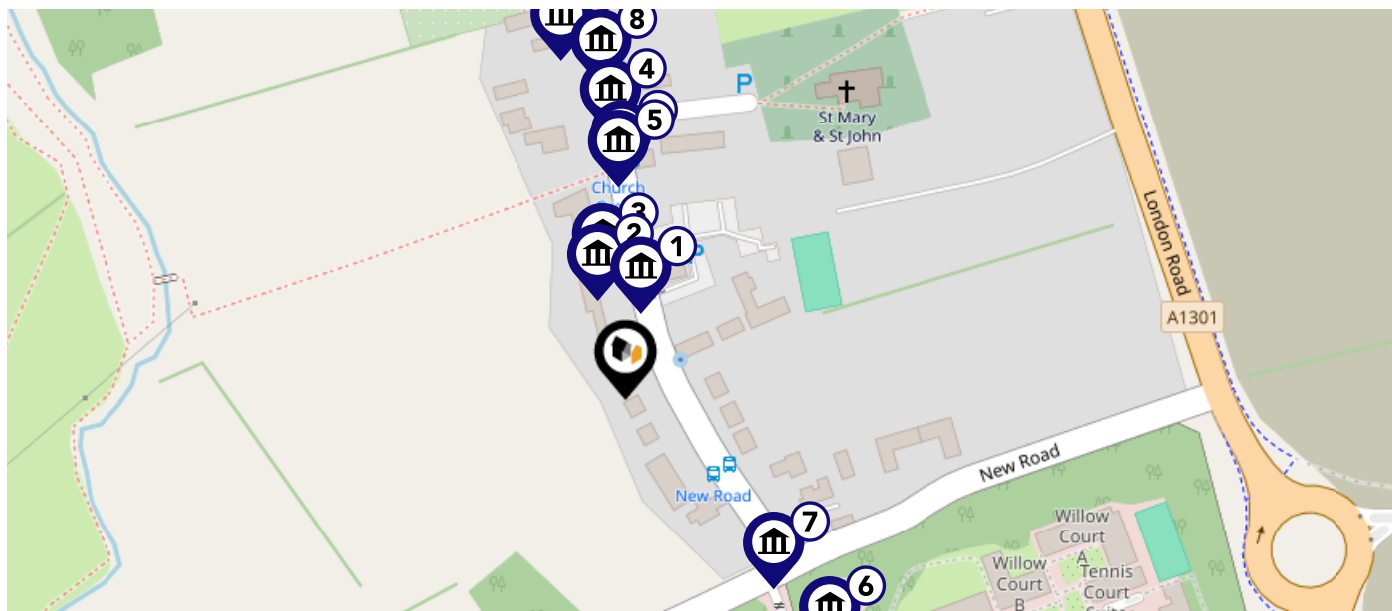 8
4
P
5
St Mary
& St John
Church
3
2
1
P
London Road
A1301
New Road
New Road
7
Willow
Court
A
Willow
Court
B
Tennis
Court
6